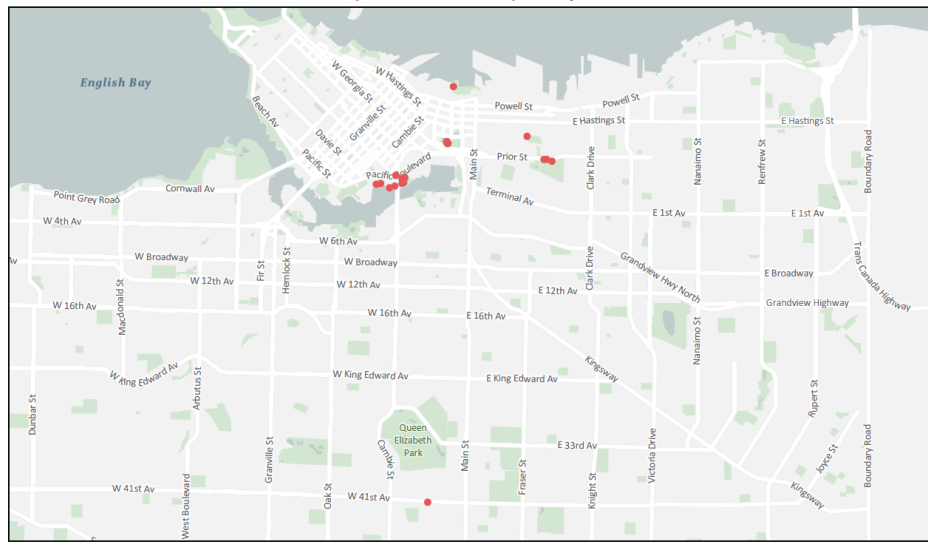 English Bay
W Georgia St
W Hastings St
Granville St
Beach Av
Davie St
Cambie St
Powell St
Powell St
E Hastings St
Pacific St
Pacific Boulevard
Main St
Prior St
Clark Drive
Nanaimo St
Renfrew St
Boundary Road
Cornwall Av
Point Grey Road
Terminal Av
W 4th Av
E 1st Av
E 1st Av
W 6th Av
Av
W Broadway
Fir St
Hemlock St
W Broadway
Clark Drive
Grandview Hwy North
E Broadway
Trans Canada Highway
Macdonald St
W 12th Av
W 12th Av
E 12th Av
W 16th Av
W 16th Av
E 16th Av
Grandview Highway
Nanaimo St
W King Edward Av
Arbutus St
W King Edward Av
E King Edward Av
Kingsway
Rupert St
Dunbar St
Granville St
Queen
Elizabeth
Park
Cambie St
Main St
E 33rd Av
Victoria Drive
Joyce St
Boundary Road
W 41st Av
West Boulevard
Oak St
W 41st Av
Fraser St
Knight St
Kingsway